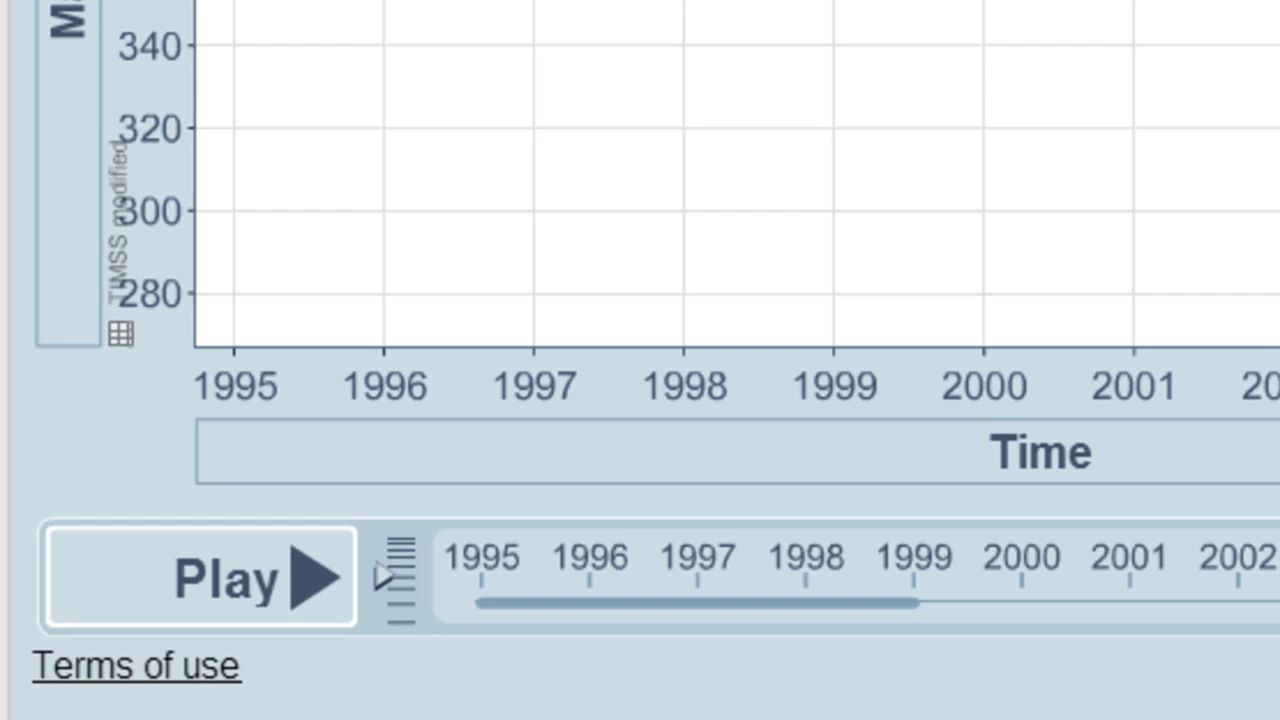 340
320
300
280
TIMSS modified
1995 1996 1997 1998 1999 2000 2001
Time
Play
1995 1996 1997 1998 1999 2000 2001 2002
Terms of use